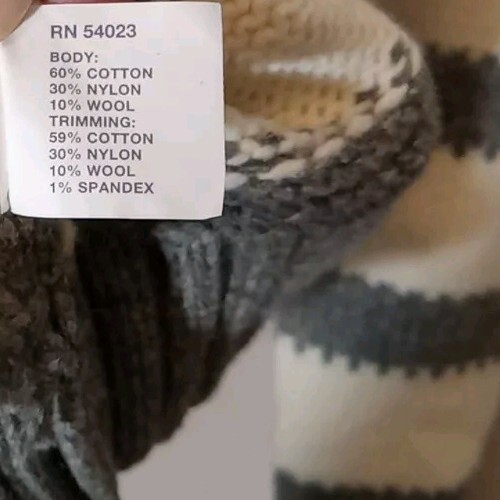 RN 54023
BODY:
60% COTTON
30% NYLON
10% WOOL
TRIMMING:
59% COTTON
30% NYLON
10% WOOL
1% SPANDEX